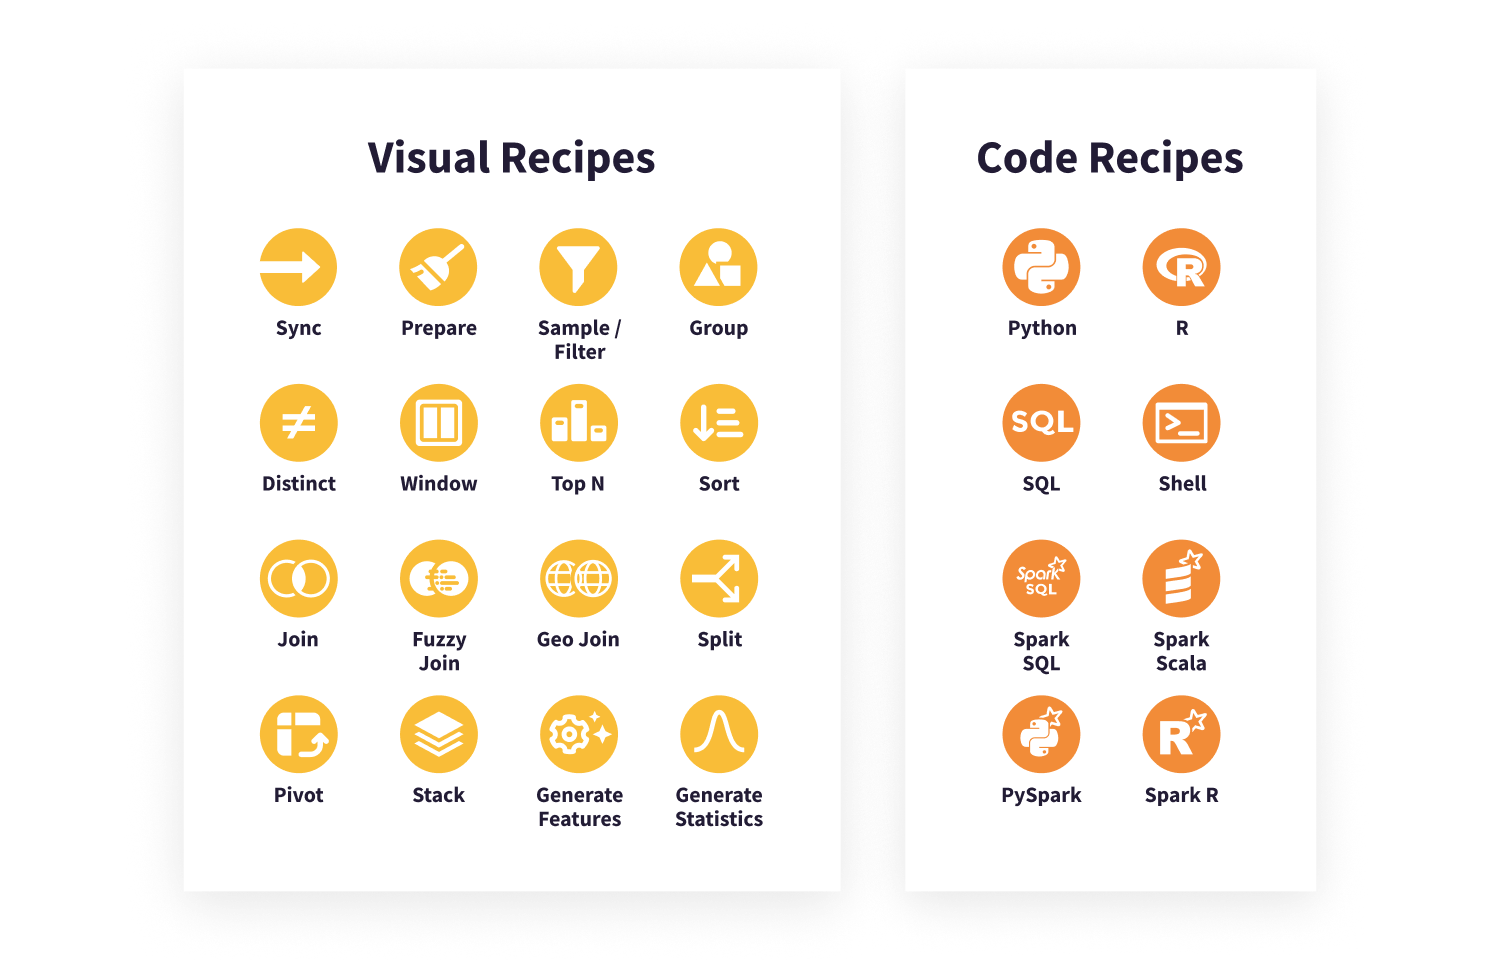 Visual Recipes
Sync
Prepare
Sample /
Filter
Group
Distinct
Window
Top N
Sort
Join
Fuzzy
Join
Geo Join
Split
Pivot
Stack
Generate
Features
Generate
Statistics
Code Recipes
Python
R
R
SQL
SQL
>_
Shell
Spark
SQL
Spark
SQL
Spark
Scala
PySpark
R
Spark R